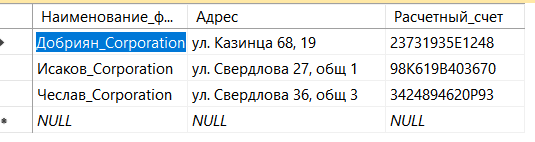 Наименование_ф... Адрес Расчетный_счет
Добриян_Corporation ул. Казинца 68, 19 23731935E1248
Исаков_Corporation ул. Свердлова 27, общ 1 98K619B403670
Чеслав_Corporation ул. Свердлова 36, общ 3 3424894620P93
NULL NULL NULL